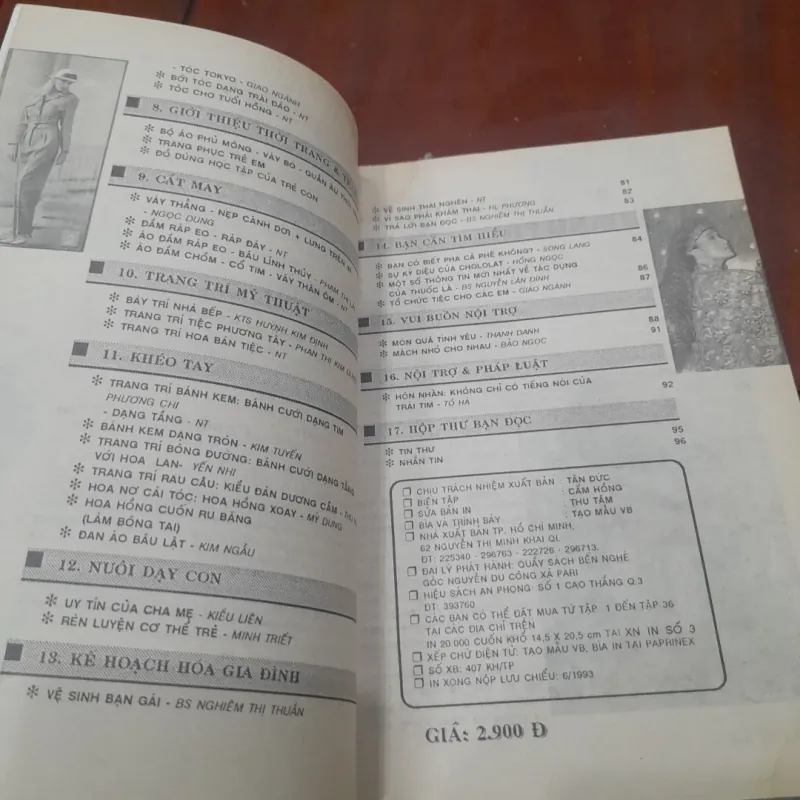 - TÓC TOKYO - GIAO NGÀNH
* BỚI TÓC DẠNG TRÁI ĐÀO - NT
* TÓC CHO TUỔI HỒNG - NT
8. GIỚI THIỆU THỜI TRANG &
* BỘ ÁO PHỦ MÔNG - VÁY BÓ - QUẦN ÂU
* TRANG PHỤC TRẺ EM
* ĐỒ DÙNG HỌC TẬP CỦA TRẺ CON
9. CẮT MAY
* VÁY THẲNG - NẸP CÁNH DƠI + LƯNG TRÊN
- NGỌC DUNG
* ĐẦM RÁP EO - RÁP ĐÁY - NT
* ÁO ĐẦM RÁP EO - BÂU LÍNH THỦY - PHẠM THỊ
* ÁO ĐẦM CHỒM - CỔ TIM - VÁY THÂN ÔM - NT
10. TRANG TRÍ MỸ THUẬT
* BÀY TRÍ NHÀ BẾP - KTS HUỲNH KIM ĐỊNH
* TRANG TRÍ TIỆC PHƯƠNG TÂY - PHAN THỊ KIM
* TRANG TRÍ HOA BÀN TIỆC - NT
11. KHÉO TAY
* TRANG TRÍ BÁNH KEM: BÁNH CƯỚI DẠNG TIM
PHƯƠNG CHI
- DẠNG TẦNG - NT
* BÁNH KEM DẠNG TRÒN - KIM TUYẾN
* TRANG TRÍ BÔNG ĐƯỜNG: BÁNH CƯỚI DẠNG TẦNG
VỚI HOA LAN - YẾN NHI
* TRANG TRÍ RAU CÂU: KIỂU ĐÀN DƯƠNG CẦM -
* HOA NƠ CÀI TÓC: HOA HỒNG XOAY - MỸ DUNG
* HOA HỒNG CUỐN RU BĂNG
(LÀM BÔNG TAI)
* ĐAN ÁO BÂU LẬT - KIM NGẪU
12. NUÔI DẠY CON
* UY TÍN CỦA CHA MẸ - KIỀU LIÊN
* RÈN LUYỆN CƠ THỂ TRẺ - MINH TRIẾT
13. KẾ HOẠCH HÓA GIA ĐÌNH
* VỆ SINH BẠN GÁI - BS NGHIÊM THỊ THUẦN
* VỆ SINH THAI NGHÉN - NT 81
* VÌ SAO PHẢI KHÁM THAI - HL PHƯƠNG 82
* TRẢ LỜI BẠN ĐỌC - BS NGHIÊM THỊ THUẦN 83
14. BẠN CẦN TÌM HIỂU
* BẠN CÓ BIẾT PHA CÀ PHÊ KHÔNG? - SONG LANG 84
* SỰ KỲ DIỆU CỦA CHOLOLAT - HỒNG NGỌC
* MỘT SỐ THÔNG TIN MỚI NHẤT VỀ TÁC DỤNG
CỦA THUỐC LÁ - BS NGUYỄN LÂN ĐÍNH 86
* TỔ CHỨC TIỆC CHO CÁC EM - GIAO NGÀNH 87
15. VUI BUỒN NỘI TRỢ
* MÓN QUÀ TÌNH YÊU - THANH DANH 88
* MÁCH NHỎ CHO NHAU - BẢO NGỌC 91
16. NỘI TRỢ & PHÁP LUẬT
* HÔN NHÂN: KHÔNG CHỈ CÓ TIẾNG NÓI CỦA
TRÁI TIM - TỐ HA 92
17. HỘP THƯ BẠN ĐỌC
* TIN THƯ 95
* NHẮN TIN 96
☐ CHỊU TRÁCH NHIỆM XUẤT BẢN : TÂN ĐỨC
☐ BIÊN TẬP : CẨM HỒNG
☐ SỬA BẢN IN : THU TÂM
☐ BÌA VÀ TRÌNH BÀY : TẠO MẪU VB
☐ NHÀ XUẤT BẢN TP. HỒ CHÍ MINH,
62 NGUYỄN THỊ MINH KHAI QI.
ĐT: 225340 - 296763 - 222726 - 296713.
☐ ĐẠI LÝ PHÁT HÀNH: QUẦY SÁCH BẾN NGHÉ
GÓC NGUYỄN DU CÔNG XÃ PARI
☐ HIỆU SÁCH AN PHONG: SỐ 1 CAO THẮNG Q.3
ĐT: 393760
☐ CÁC BẠN CÓ THỂ ĐẶT MUA TỪ TẬP 1 ĐẾN TẬP 36
TẠI CÁC ĐỊA CHỈ TRÊN
IN 20.000 CUỐN KHỔ 14,5 X 20,5 cm TẠI XN IN SỐ 3
☐ XẾP CHỮ ĐIỆN TỬ: TẠO MẪU VB, BÌA IN TẠI PAPRINEX
☐ SỐ XB: 407 KH/TP
☐ IN XONG NỘP LƯU CHIỂU: 6/1993
GIÁ: 2.900 Đ